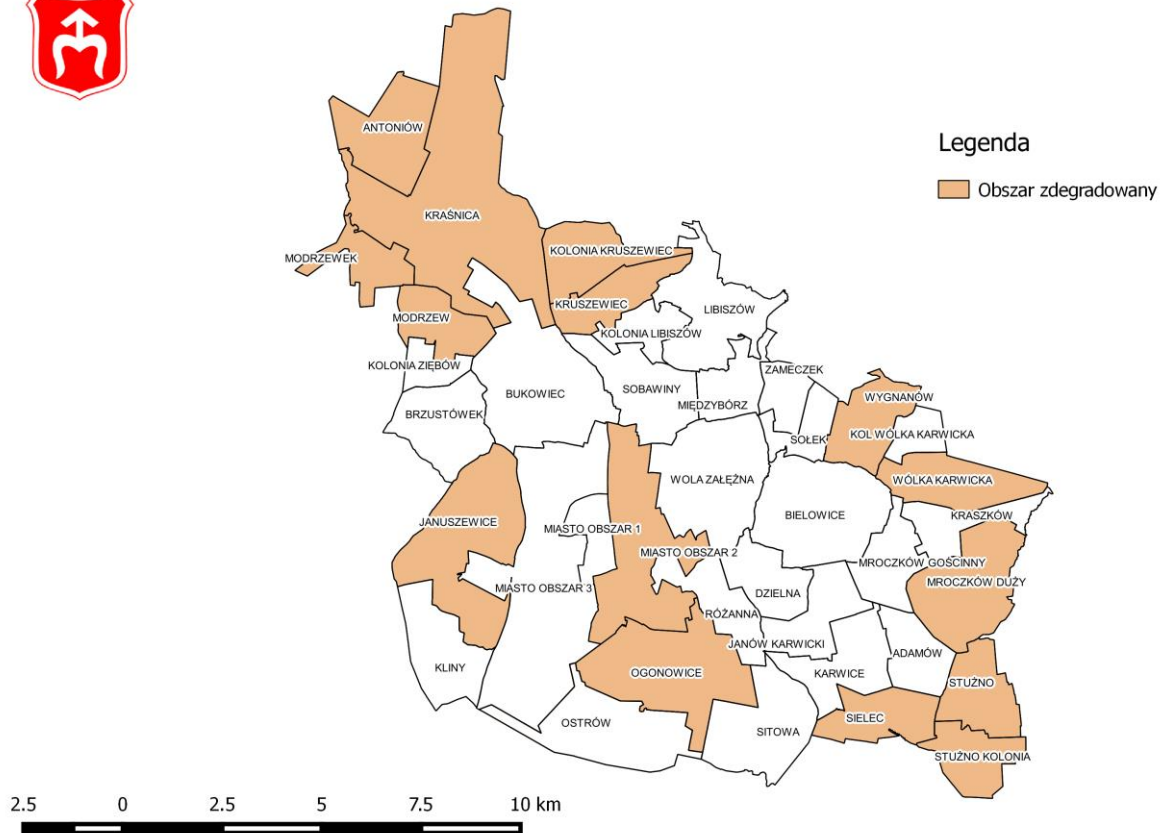 ANTONIÓW
Legenda
Obszar zdegradowany
KRAŚNICA
KOLONIA KRUSZEWIEC
MODRZEWEK
KRUSZEWIEC
LIBISZÓW
MODRZEW
KOLONIA LIBISZÓW
KOLONIA ZIĘBÓW
ZAMECZEK
BUKOWIEC
SOBAWINY
WYGNANÓW
MIĘDZYBÓRZ
BRZUSTÓWEK
SOŁEK
KOL WÓLKA KARWICKA
WOLA ZAŁĘŻNA
WÓLKA KARWICKA
JANUSZEWICE
MIASTO OBSZAR 1
BIELOWICE
KRASZKÓW
MIASTO OBSZAR 2
MROCZKÓW GOŚCINNY
MROCZKÓW DUŻY
MIASTO OBSZAR 3
DZIELNA
RÓŻANNA
JANÓW KARWICKI
ADAMÓW
KLINY
OGONOWICE
KARWICE
STUŻNO
OSTRÓW
SIELEC
SITOWA
STUŻNO KOLONIA
2.5 0 2.5 5 7.5 10 km